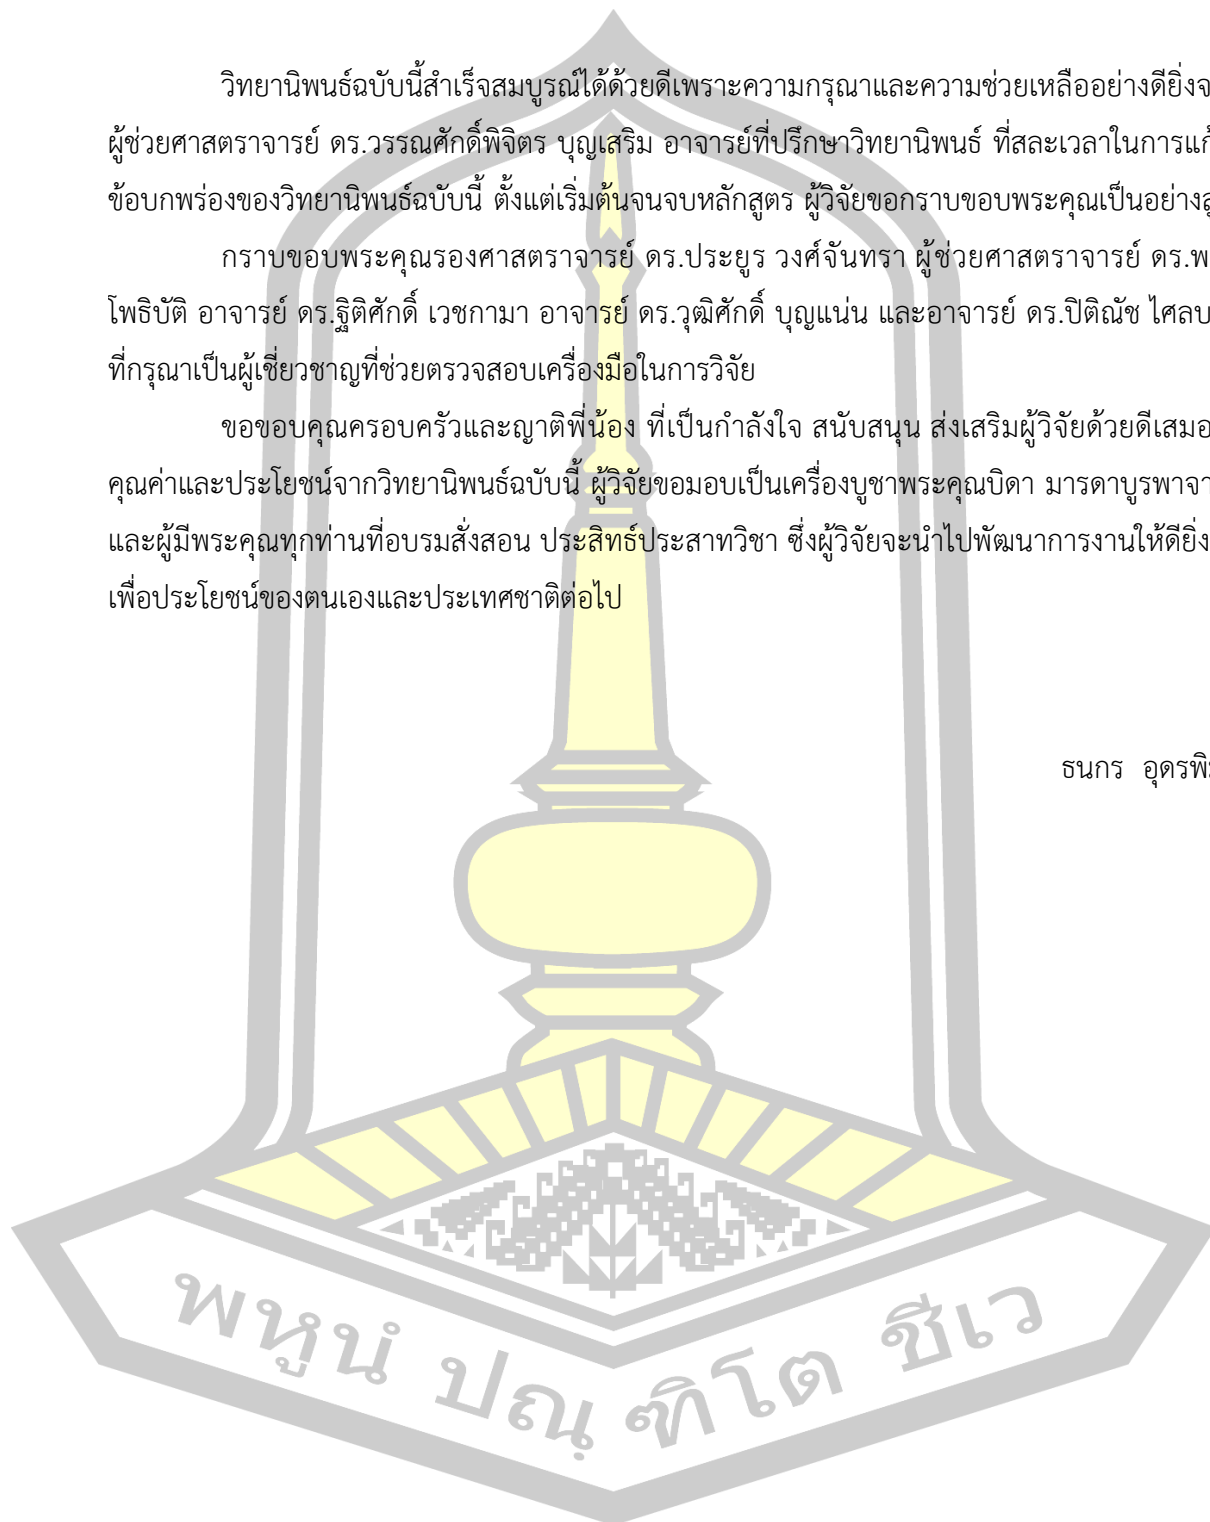 วิทยานิพนธ์ฉบับนี้สำเร็จสมบูรณ์ได้ด้วยดีเพราะความกรุณาและความช่วยเหลืออย่างดียิ่ง
ผู้ช่วยศาสตราจารย์ ดร.วรรณศักดิ์พิจิตร บุญเสริม อาจารย์ที่ปรึกษาวิทยานิพนธ์ ที่สละเวลาในการ
ข้อบกพร่องของวิทยานิพนธ์ฉบับนี้ ตั้งแต่เริ่มต้นจนจบหลักสูตร ผู้วิจัยขอกราบขอบพระคุณเป็นอย่าง
กราบขอบพระคุณรองศาสตราจารย์ ดร.ประยูร วงศ์จันทรา ผู้ช่วยศาสตราจารย์ ดร.
โพธิบัติ อาจารย์ ดร.ฐิติศักดิ์ เวชกามา อาจารย์ ดร.วุฒิศักดิ์ บุญแน่น และอาจารย์ ดร.ปิติณัช
ที่กรุณาเป็นผู้เชี่ยวชาญที่ช่วยตรวจสอบเครื่องมือในการวิจัย
ขอขอบคุณครอบครัวและญาติพี่น้อง ที่เป็นกำลังใจ สนับสนุน ส่งเสริมผู้วิจัยด้วยดีเสมอ
คุณค่าและประโยชน์จากวิทยานิพนธ์ฉบับนี้ ผู้วิจัยขอมอบเป็นเครื่องบูชาพระคุณบิดา มารดา
และผู้มีพระคุณทุกท่านที่อบรมสั่งสอน ประสิทธ์ประสาทวิชา ซึ่งผู้วิจัยจะนำไปพัฒนาการงานให้ดียิ่ง
เพื่อประโยชน์ของตนเองและประเทศชาติต่อไป
ธนกร
พหูนํ ปณฺฑิโต ชีเว